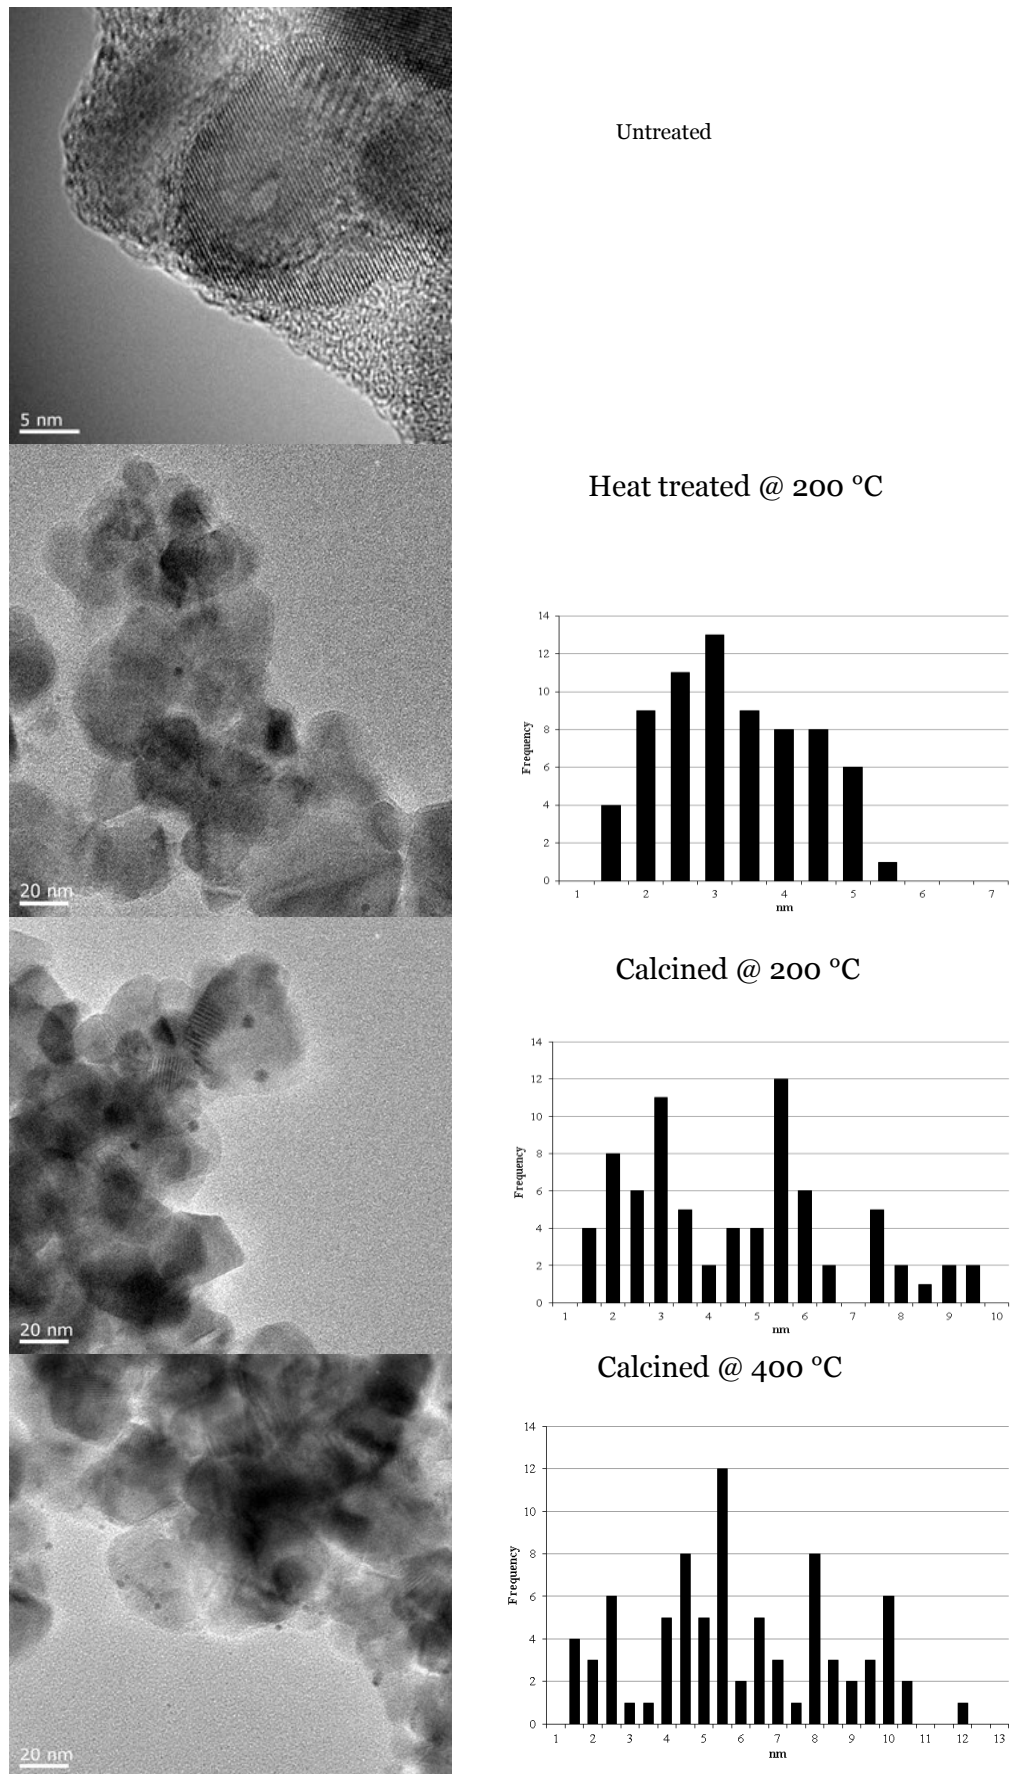 Untreated
5 nm
Heat treated @ 200 °C
14
12
10
8
6
4
2
0
Frequency
1 2 3 4 5 6 7
nm
20 nm
Calcined @ 200 °C
14
12
10
8
6
4
2
0
Frequency
1 2 3 4 5 6 7 8 9 10
nm
20 nm
Calcined @ 400 °C
14
12
10
8
6
4
2
0
Frequency
1 2 3 4 5 6 7 8 9 10 11 12 13
nm
20 nm